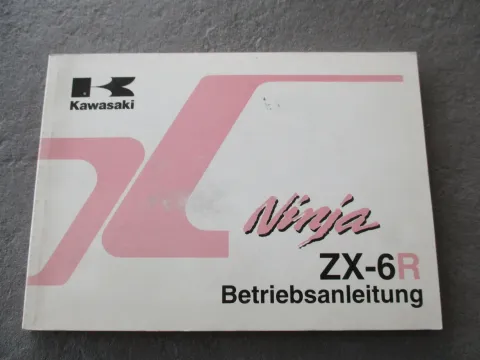 Kawasaki
Ninja
ZX-6R
Betriebsanleitung